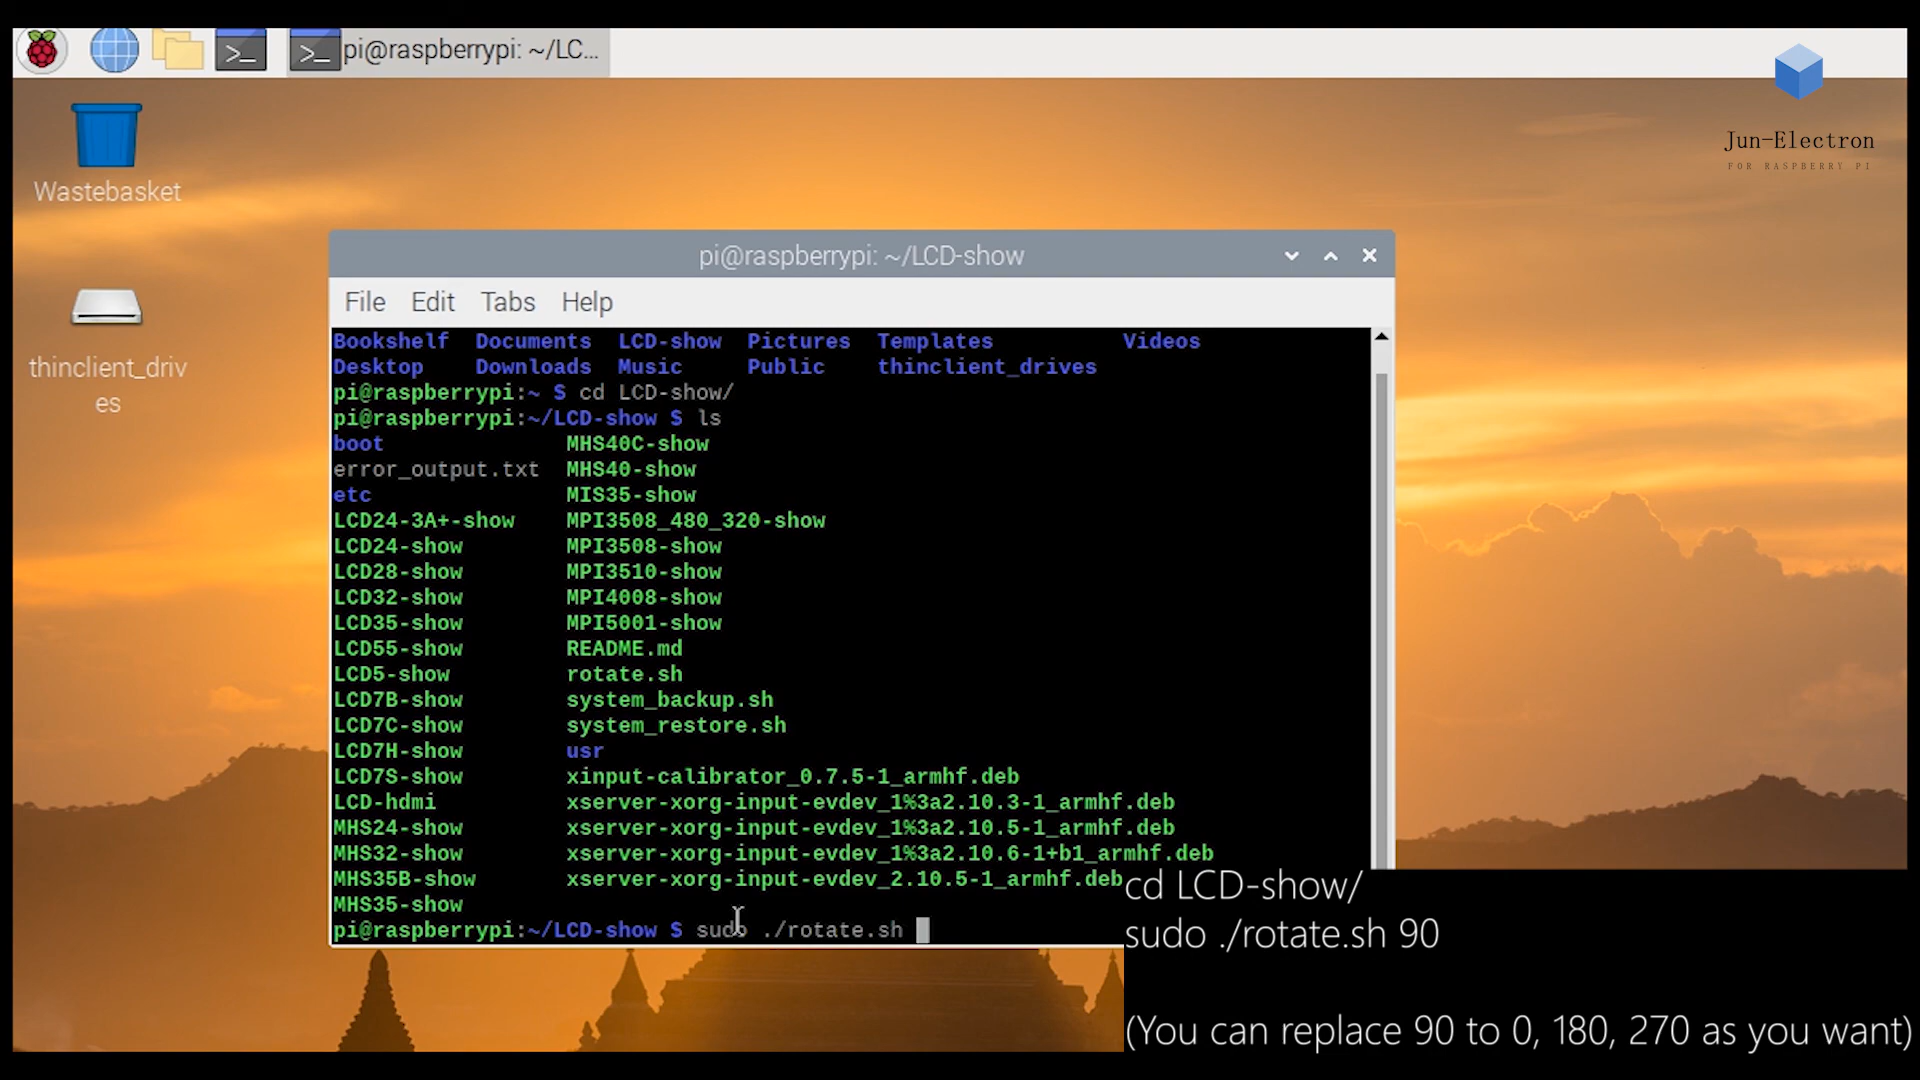 pi@raspberrypi: ~/LC...
Jun-Electron
FOR RASPBERRY PI
Wastebasket
thinclient_driv
es
pi@raspberrypi: ~/LCD-show
File Edit Tabs Help
Bookshelf Documents LCD-show Pictures Templates Videos
Desktop Downloads Music Public thinclient_drives
pi@raspberrypi:~ $ cd LCD-show/
pi@raspberrypi:~/LCD-show $ ls
boot MHS40C-show
error_output.txt MHS40-show
etc MIS35-show
LCD24-3A+-show MPI3508_480_320-show
LCD24-show MPI3508-show
LCD28-show MPI3510-show
LCD32-show MPI4008-show
LCD35-show MPI5001-show
LCD55-show README.md
LCD5-show rotate.sh
LCD7B-show system_backup.sh
LCD7C-show system_restore.sh
LCD7H-show usr
LCD7S-show xinput-calibrator_0.7.5-1_armhf.deb
LCD-hdmi xserver-xorg-input-evdev_1%3a2.10.3-1_armhf.deb
MHS24-show xserver-xorg-input-evdev_1%3a2.10.5-1_armhf.deb
MHS32-show xserver-xorg-input-evdev_1%3a2.10.6-1+b1_armhf.deb
MHS35B-show xserver-xorg-input-evdev_2.10.5-1_armhf.deb
MHS35-show
pi@raspberrypi:~/LCD-show $ sudo ./rotate.sh
cd LCD-show/
sudo ./rotate.sh 90
(You can replace 90 to 0, 180, 270 as you want)